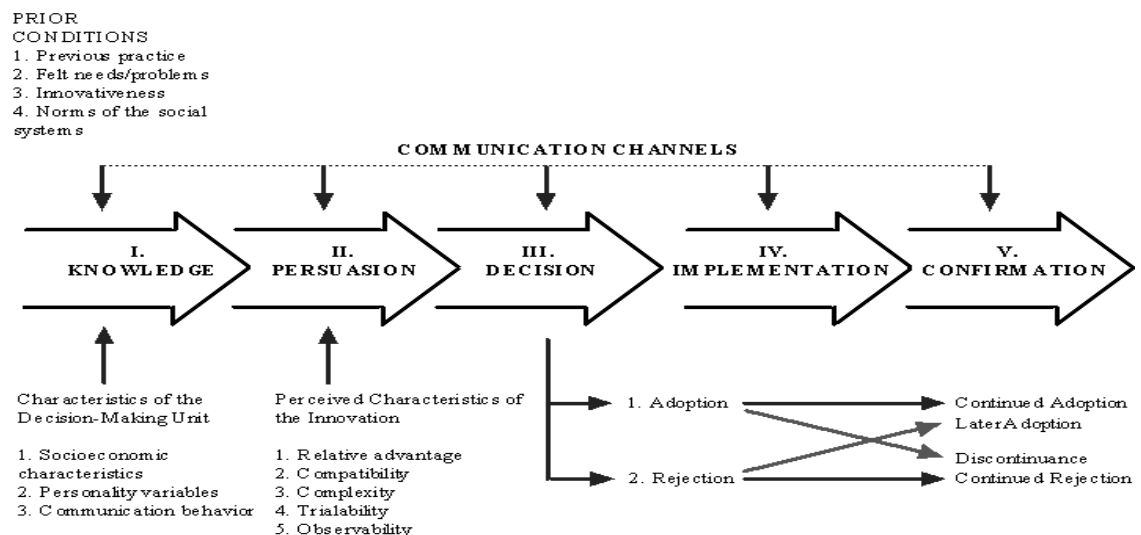 PRIOR
CONDITIONS
1. Previous practice
2. Felt needs/problems
3. Innovativeness
4. Norms of the social
systems
COMMUNICATION CHANNELS
I.
KNOWLEDGE
II.
PERSUASION
III.
DECISION
IV.
IMPLEMENTATION
V.
CONFIRMATION
Characteristics of the
Decision-Making Unit
1. Socioeconomic
characteristics
2. Personality variables
3. Communication behavior
Perceived Characteristics of
the Innovation
1. Relative advantage
2. Compatibility
3. Complexity
4. Trialability
5. Observability
1. Adoption
2. Rejection
Continued Adoption
Later Adoption
Discontinuance
Continued Rejection